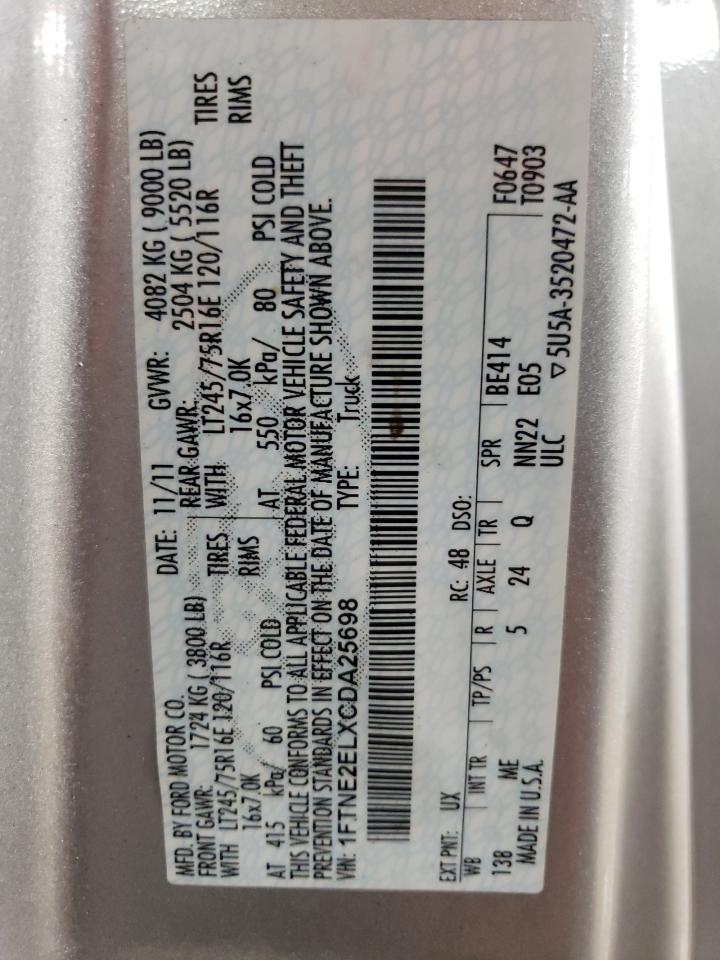 MFD. BY FORD MOTOR CO. DATE: 11/11 GVWR: 4082 KG ( 9000 LB)
FRONT GAWR: 1724 KG ( 3800 LB) REAR GAWR: 2504 KG ( 5520 LB)
WITH LT245/75R16E 120/116R TIRES WITH LT245/75R16E 120/116R TIRES
16x7.0K RIMS 16x7.0K RIMS
AT 415 kPa/ 60 PSI COLD AT 550 kPa/ 80 PSI COLD
THIS VEHICLE CONFORMS TO ALL APPLICABLE FEDERAL MOTOR VEHICLE SAFETY AND THEFT
PREVENTION STANDARDS IN EFFECT ON THE DATE OF MANUFACTURE SHOWN ABOVE.
VIN: 1FTNE2ELXCDA25698 TYPE: Truck
EXT PNT: UX RC: 48 DSO: F0647
WB INT TR TP/PS R AXLE TR SPR BE414 T0903
138 ME 5 24 Q NN22 E05
MADE IN U.S.A. ULC ▽5U5A-3520472-AA